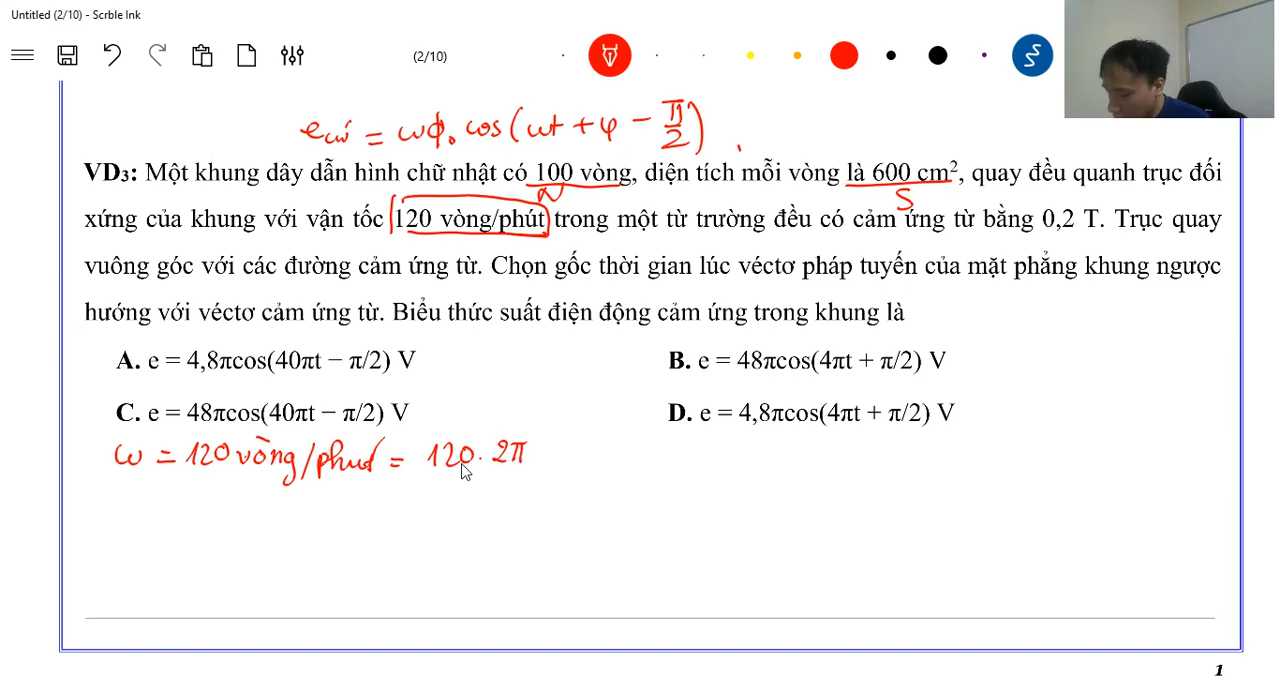 Untitled (2/10) - Scrble Ink
(2/10)
e cứ = ωϕ₀ cos(ωt + φ − π/2)
VD₃: Một khung dây dẫn hình chữ nhật có 100 vòng, diện tích mỗi vòng là 600 cm², quay đều quanh trục đối
N S
xứng của khung với vận tốc 120 vòng/phút trong một từ trường đều có cảm ứng từ bằng 0,2 T. Trục quay
vuông góc với các đường cảm ứng từ. Chọn gốc thời gian lúc véctơ pháp tuyến của mặt phẳng khung ngược
hướng với véctơ cảm ứng từ. Biểu thức suất điện động cảm ứng trong khung là
A. e = 4,8πcos(40πt − π/2) V B. e = 48πcos(4πt + π/2) V
C. e = 48πcos(40πt − π/2) V D. e = 4,8πcos(4πt + π/2) V
ω = 120 vòng/phút = 120. 2π
1